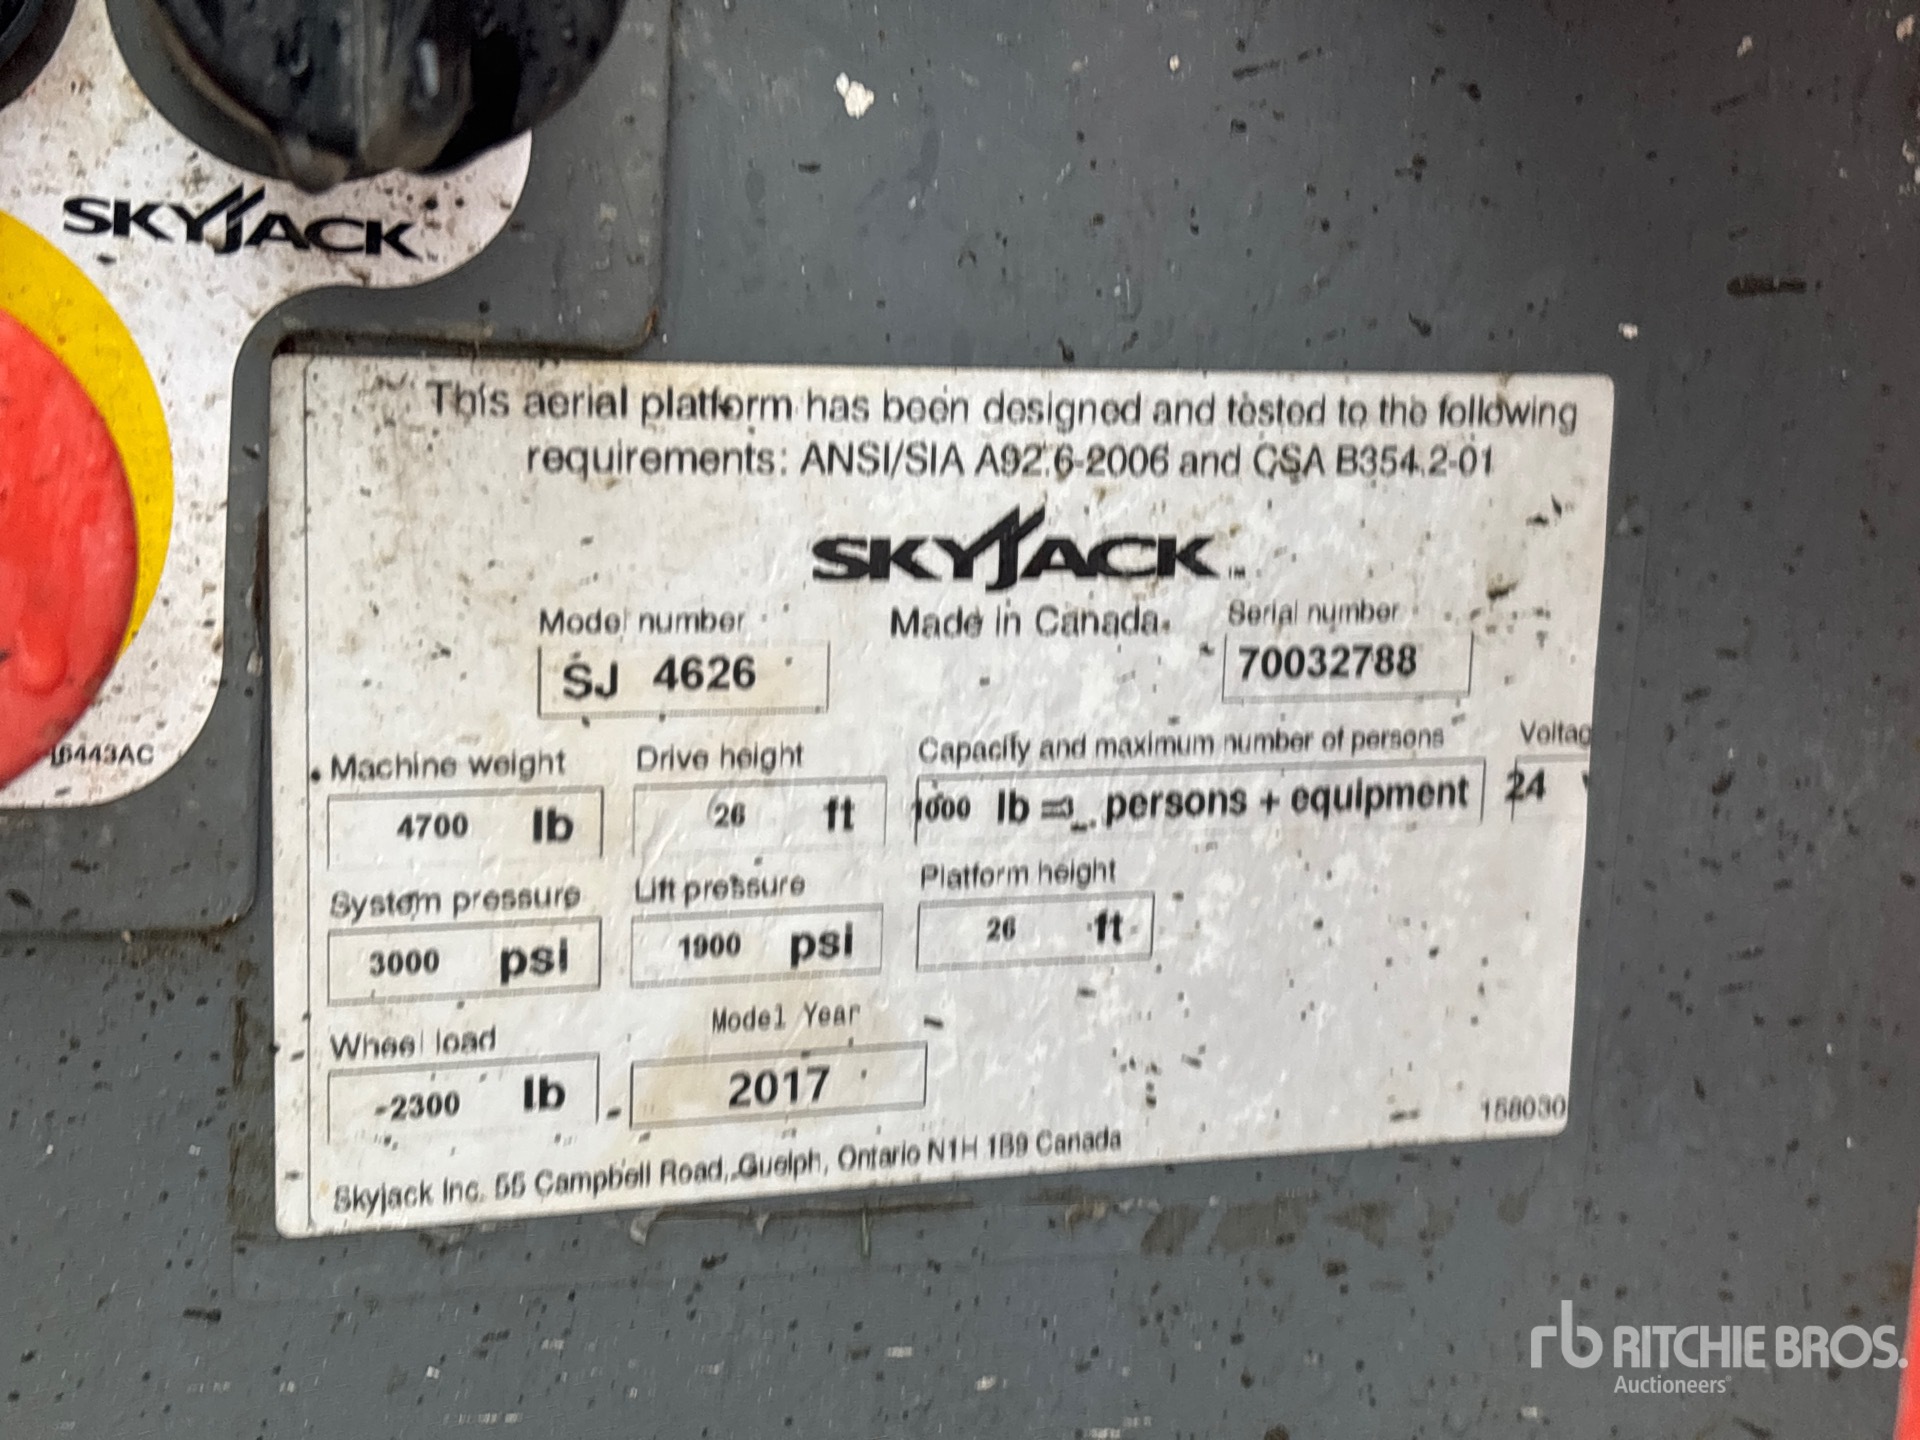 SKYJACK
This aerial platform has been designed and tested to the following
requirements: ANSI/SIA A92.6-2006 and CSA B354.2-01
SKYJACK
Model number Made in Canada Serial number
SJ 4626 70032788
Machine weight Drive height Capacity and maximum number of persons Voltag
4700 lb 26 ft 1000 lb = persons + equipment 24
System pressure Lift pressure Platform height
3000 psi 1900 psi 26 ft
Wheel load Model Year
2300 lb 2017
158030
Skyjack Inc. 55 Campbell Road, Guelph, Ontario N1H 1B9 Canada
6443AC
rb RITCHIE BROS.
Auctioneers